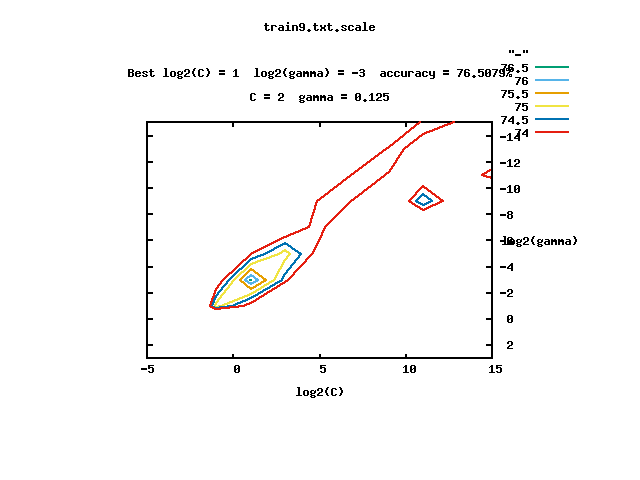 train9.txt.scale
"-"
Best log2(C) = 1  log2(gamma) = -3  accuracy = 76.5079%
C = 2  gamma = 0.125
76.5
76
75.5
75
74.5
74
-14
-12
-10
-8
-6
log2(gamma)
-4
-2
0
2
-5 0 5 10 15
log2(C)